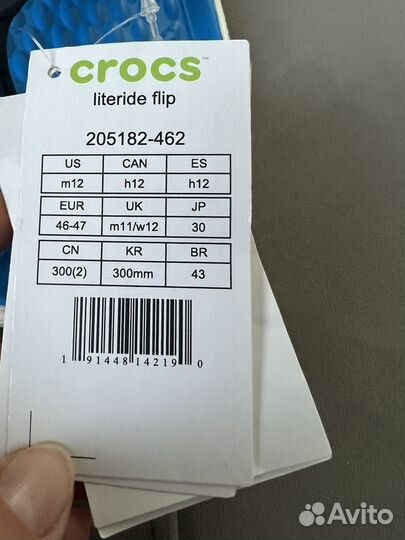 crocs™
literide flip
205182-462
US CAN ES
m12 h12 h12
EUR UK JP
46-47 m11/w12 30
CN KR BR
300(2) 300mm 43
1 91448 14219 0
Avito